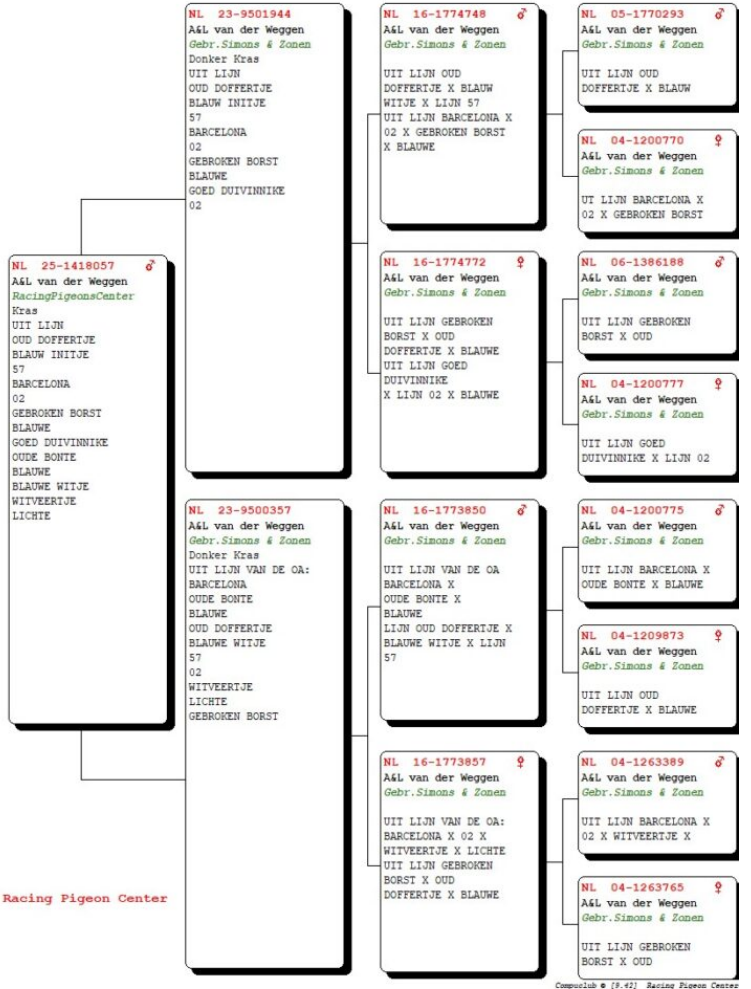 NL 25-1418057 ♂
A&L van der Weggen
RacingPigeonsCenter
Kras
UIT LIJN
OUD DOFFERTJE
BLAUW INITJE
57
BARCELONA
02
GEBROKEN BORST
BLAUWE
GOED DUIVINNIKE
OUDE BONTE
BLAUWE
BLAUWE WITJE
WITVEERTJE
LICHTE
Racing Pigeon Center
NL 23-9501944
A&L van der Weggen
Gebr.Simons & Zonen
Donker Kras
UIT LIJN
OUD DOFFERTJE
BLAUW INITJE
57
BARCELONA
02
GEBROKEN BORST
BLAUWE
GOED DUIVINNIKE
02
NL 23-9500357
A&L van der Weggen
Gebr.Simons & Zonen
Donker Kras
UIT LIJN VAN DE OA:
BARCELONA
OUDE BONTE
BLAUWE
OUD DOFFERTJE
BLAUWE WITJE
57
02
WITVEERTJE
LICHTE
GEBROKEN BORST
NL 16-1774748 ♂
A&L van der Weggen
Gebr.Simons & Zonen
UIT LIJN OUD
DOFFERTJE X BLAUW
WITJE X LIJN 57
UIT LIJN BARCELONA X
02 X GEBROKEN BORST
X BLAUWE
NL 16-1774772 ♀
A&L van der Weggen
Gebr.Simons & Zonen
UIT LIJN GEBROKEN
BORST X OUD
DOFFERTJE X BLAUWE
UIT LIJN GOED
DUIVINNIKE
X LIJN 02 X BLAUWE
NL 16-1773850 ♂
A&L van der Weggen
Gebr.Simons & Zonen
UIT LIJN VAN DE OA
BARCELONA X
OUDE BONTE X
BLAUWE
LIJN OUD DOFFERTJE X
BLAUWE WITJE X LIJN
57
NL 16-1773857 ♀
A&L van der Weggen
Gebr.Simons & Zonen
UIT LIJN VAN DE OA:
BARCELONA X 02 X
WITVEERTJE X LICHTE
UIT LIJN GEBROKEN
BORST X OUD
DOFFERTJE X BLAUWE
NL 05-1770293 ♂
A&L van der Weggen
Gebr.Simons & Zonen
UIT LIJN OUD
DOFFERTJE X BLAUW
NL 04-1200770 ♀
A&L van der Weggen
Gebr.Simons & Zonen
UT LIJN BARCELONA X
02 X GEBROKEN BORST
NL 06-1386188 ♂
A&L van der Weggen
Gebr.Simons & Zonen
UIT LIJN GEBROKEN
BORST X OUD
NL 04-1200777 ♀
A&L van der Weggen
Gebr.Simons & Zonen
UIT LIJN GOED
DUIVINNIKE X LIJN 02
NL 04-1200775 ♂
A&L van der Weggen
Gebr.Simons & Zonen
UIT LIJN BARCELONA X
OUDE BONTE X BLAUWE
NL 04-1209873 ♀
A&L van der Weggen
Gebr.Simons & Zonen
UIT LIJN OUD
DOFFERTJE X BLAUWE
NL 04-1263389 ♂
A&L van der Weggen
Gebr.Simons & Zonen
UIT LIJN BARCELONA X
02 X WITVEERTJE X
NL 04-1263765 ♀
A&L van der Weggen
Gebr.Simons & Zonen
UIT LIJN GEBROKEN
BORST X OUD
Compuclub © [9.42] Racing Pigeon Center